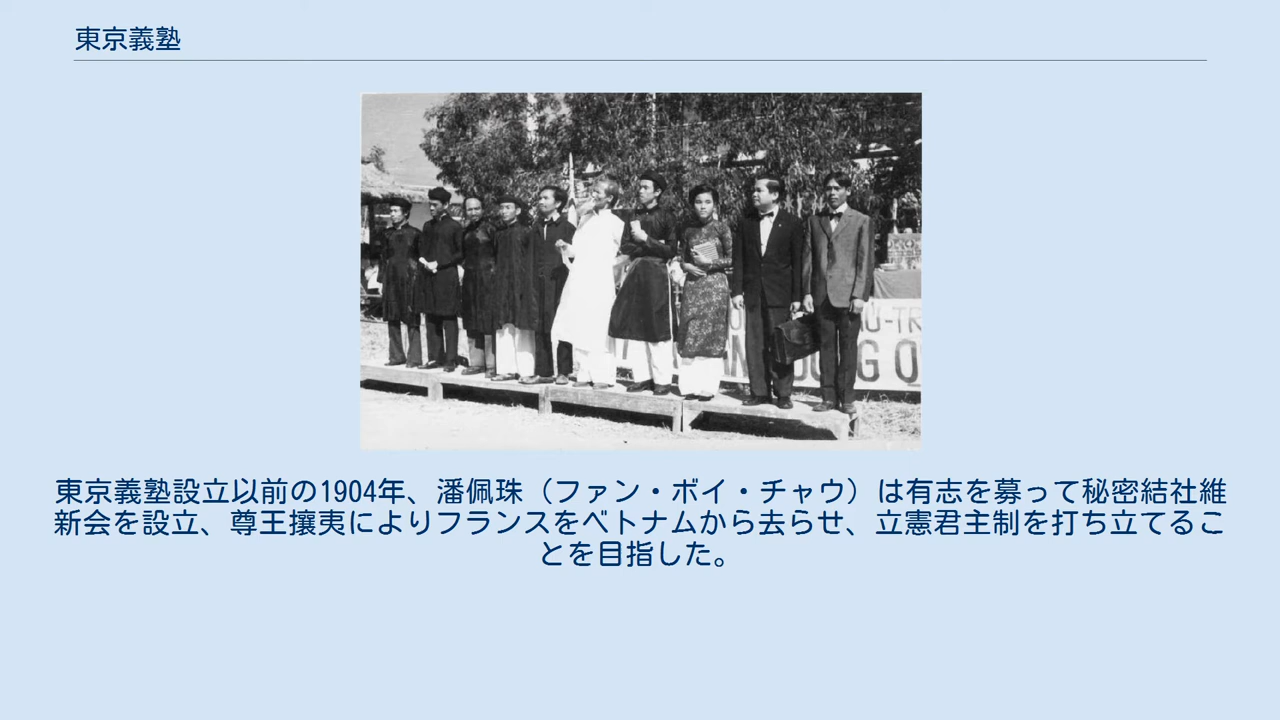 東京義塾
U-TR
G Q
東京義塾設立以前の1904年、潘佩珠（ファン・ボイ・チャウ）は有志を募って秘密結社維
新会を設立、尊王攘夷によりフランスをベトナムから去らせ、立憲君主制を打ち立てるこ
とを目指した。